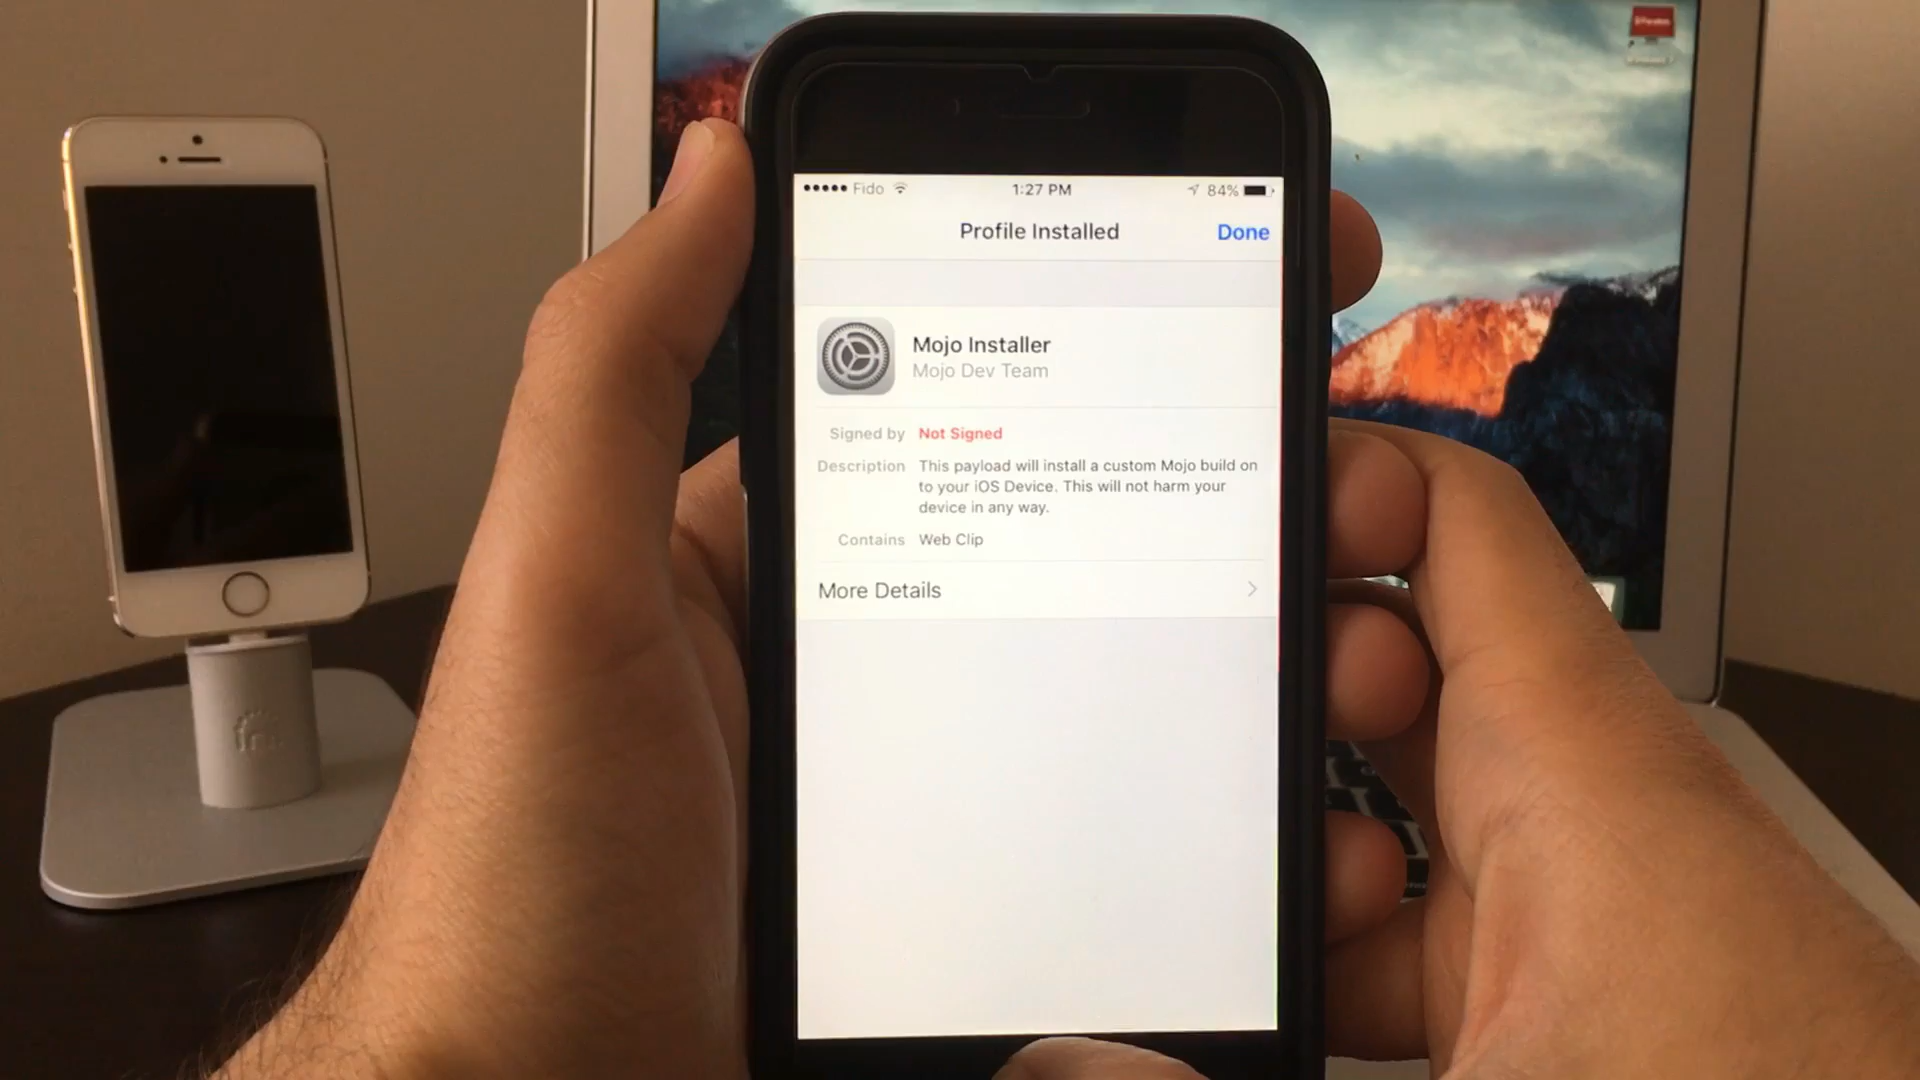 Fido
1:27 PM
84%
Profile Installed
Done
Mojo Installer
Mojo Dev Team
Signed by Not Signed
Description This payload will install a custom Mojo build on
to your iOS Device. This will not harm your
device in any way.
Contains Web Clip
More Details